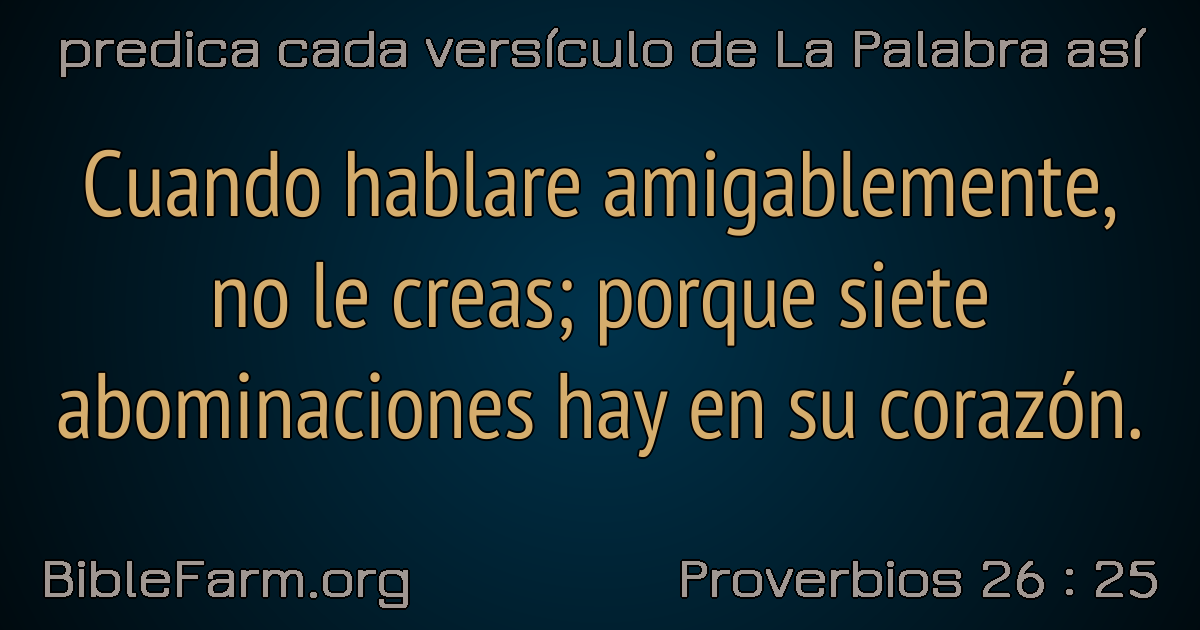 predica cada versículo de La Palabra así
Cuando hablare amigablemente,
no le creas; porque siete
abominaciones hay en su corazón.
BibleFarm.org
Proverbios 26 : 25